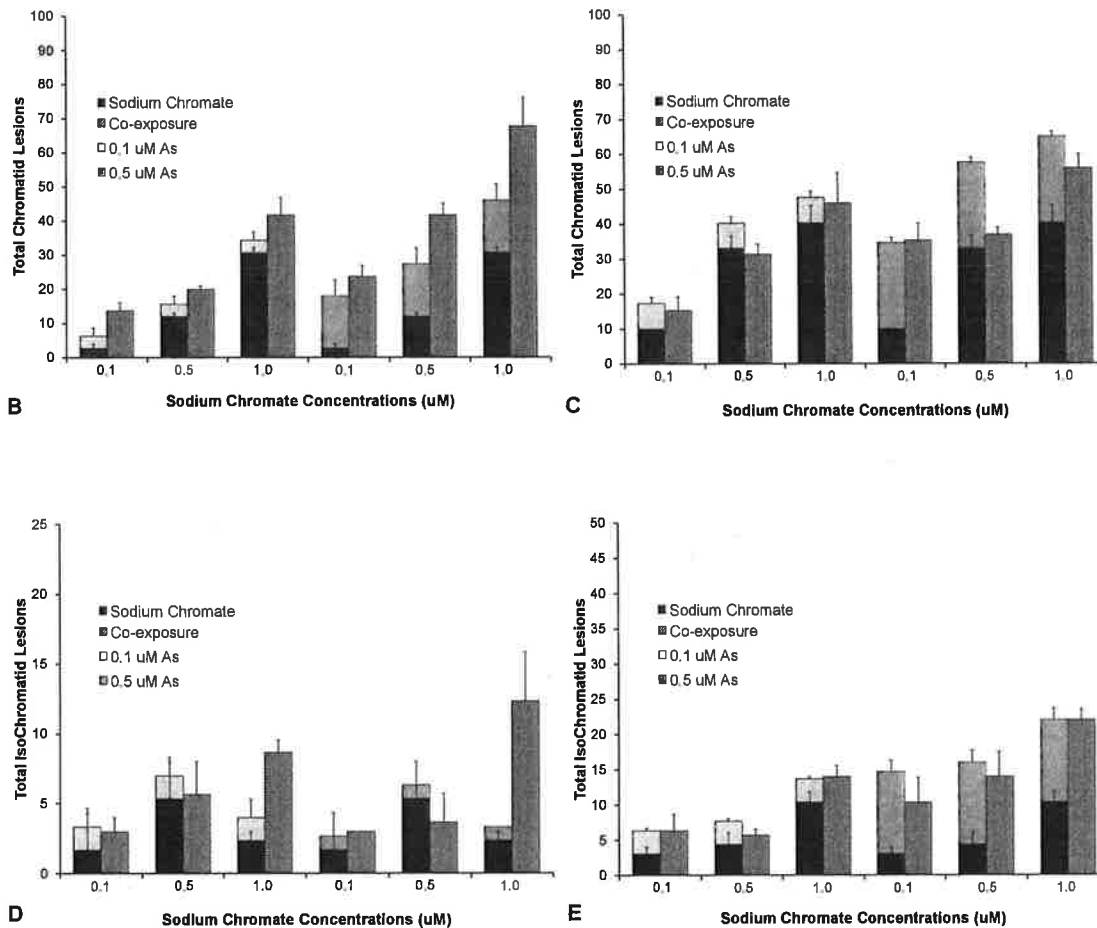 Total Chromatid Lesions
100
90
80
70
60
50
40
30
20
10
0
Sodium Chromate
Co-exposure
0.1 uM As
0.5 uM As
0.1 0.5 1.0 0.1 0.5 1.0
Sodium Chromate Concentrations (uM)
B
Total Chromatid Lesions
100
90
80
70
60
50
40
30
20
10
0
Sodium Chromate
Co-exposure
0.1 uM As
0.5 uM As
0.1 0.5 1.0 0.1 0.5 1.0
Sodium Chromate Concentrations (uM)
C
Total IsoChromatid Lesions
25
20
15
10
5
0
Sodium Chromate
Co-exposure
0.1 uM As
0.5 uM As
0.1 0.5 1.0 0.1 0.5 1.0
Sodium Chromate Concentrations (uM)
D
Total IsoChromatid Lesions
50
45
40
35
30
25
20
15
10
5
0
Sodium Chromate
Co-exposure
0.1 uM As
0.5 uM As
0.1 0.5 1.0 0.1 0.5 1.0
Sodium Chromate Concentrations (uM)
E